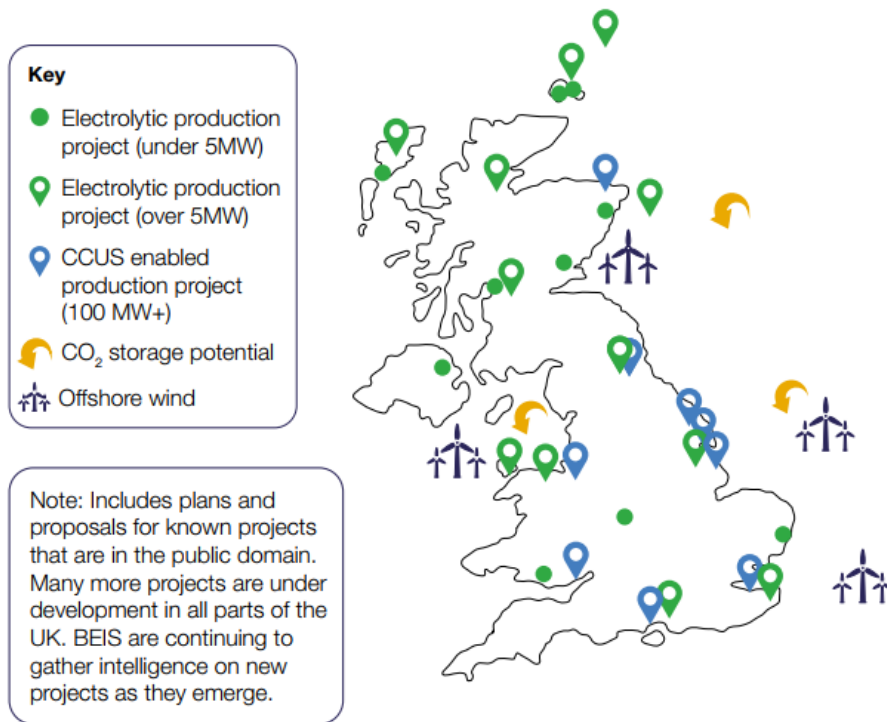 Key
Electrolytic production
project (under 5MW)
Electrolytic production
project (over 5MW)
CCUS enabled
production project
(100 MW+)
CO₂ storage potential
Offshore wind
Note: Includes plans and
proposals for known projects
that are in the public domain.
Many more projects are under
development in all parts of the
UK. BEIS are continuing to
gather intelligence on new
projects as they emerge.